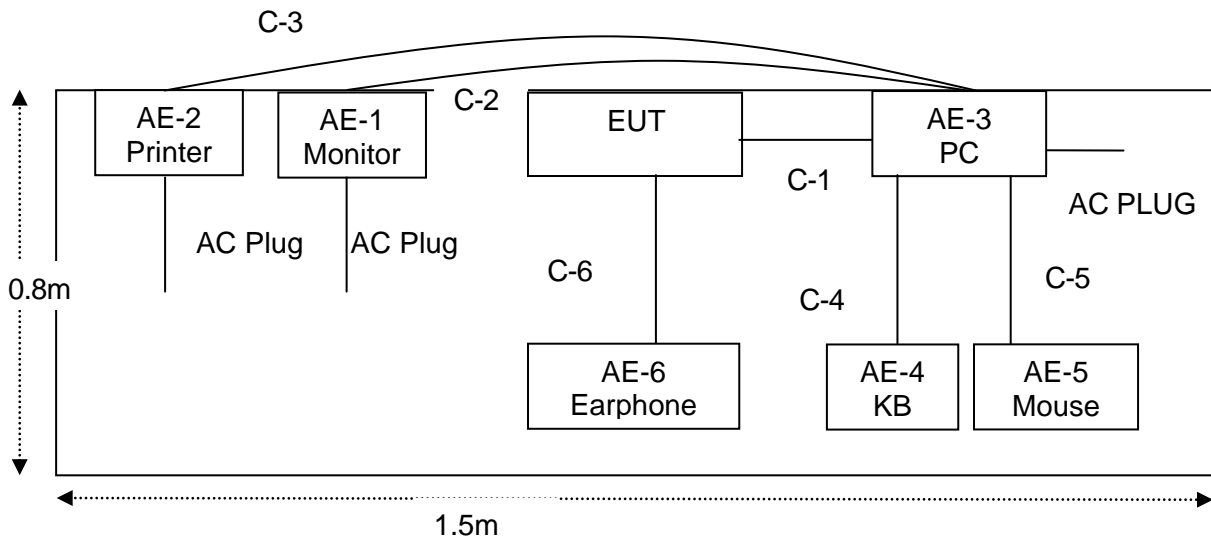 C-3
C-2
AE-2
Printer
AE-1
Monitor
EUT
AE-3
PC
C-1
AC PLUG
AC Plug
AC Plug
C-6
C-4
C-5
0.8m
AE-6
Earphone
AE-4
KB
AE-5
Mouse
1.5m